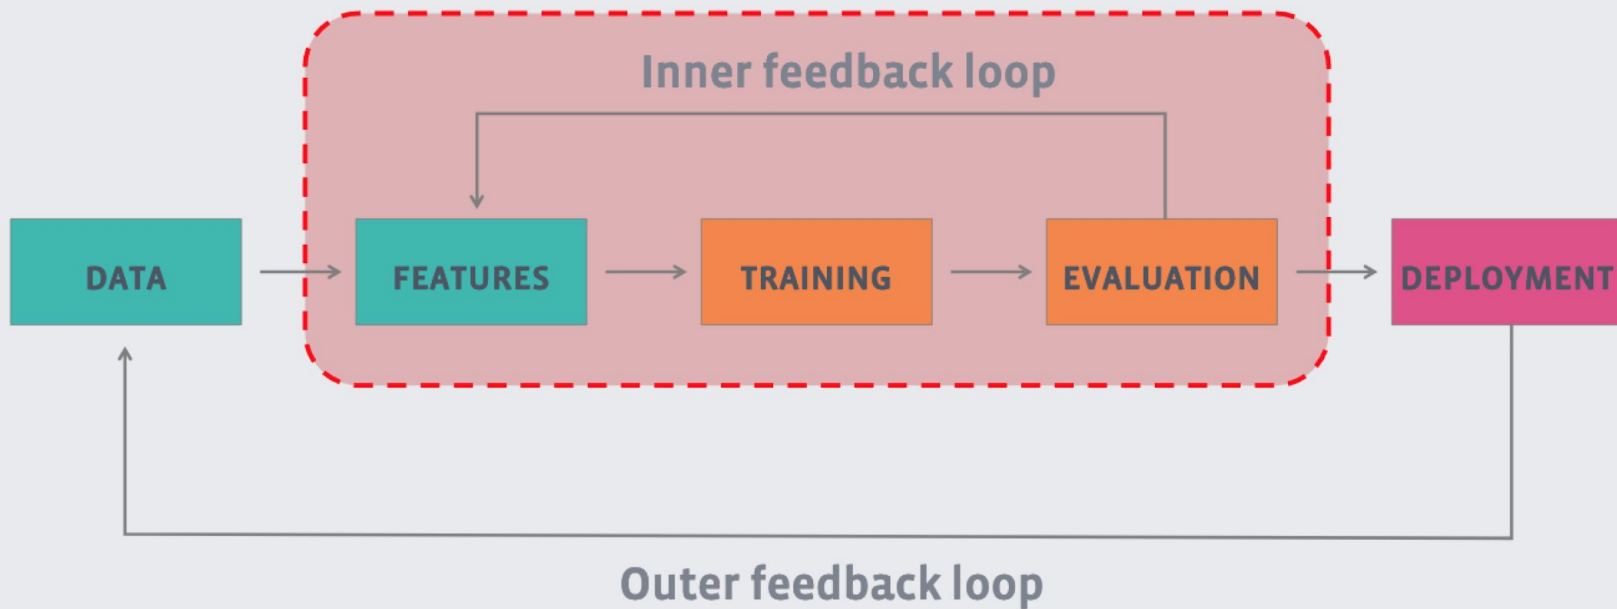 Inner feedback loop
DATA
FEATURES
TRAINING
EVALUATION
DEPLOYMENT
Outer feedback loop